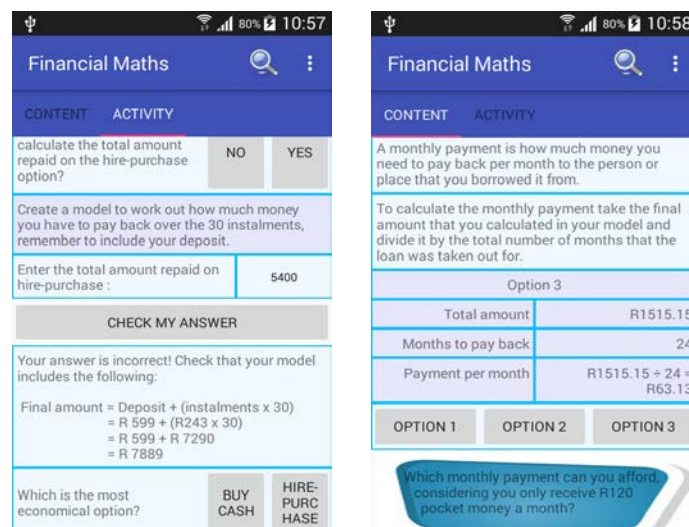 80% 10:57
Financial Maths
CONTENT ACTIVITY
calculate the total amount
repaid on the hire-purchase
option?
NO YES
Create a model to work out how much money
you have to pay back over the 30 instalments,
remember to include your deposit.
Enter the total amount repaid on
hire-purchase :
5400
CHECK MY ANSWER
Your answer is incorrect! Check that your model
includes the following:
Final amount = Deposit + (instalments x 30)
= R 599 + (R243 x 30)
= R 599 + R 7290
= R 7889
Which is the most
economical option?
BUY
CASH
HIRE-
PURC
HASE
80% 10:58
Financial Maths
CONTENT ACTIVITY
A monthly payment is how much money you
need to pay back per month to the person or
place that you borrowed it from.
To calculate the monthly payment take the final
amount that you calculated in your model and
divide it by the total number of months that the
loan was taken out for.
Option 3
Total amount R1515.15
Months to pay back 24
Payment per month R1515.15 ÷ 24 =
R63.13
OPTION 1 OPTION 2 OPTION 3
Which monthly payment can you afford,
considering you only receive R120
pocket money a month?